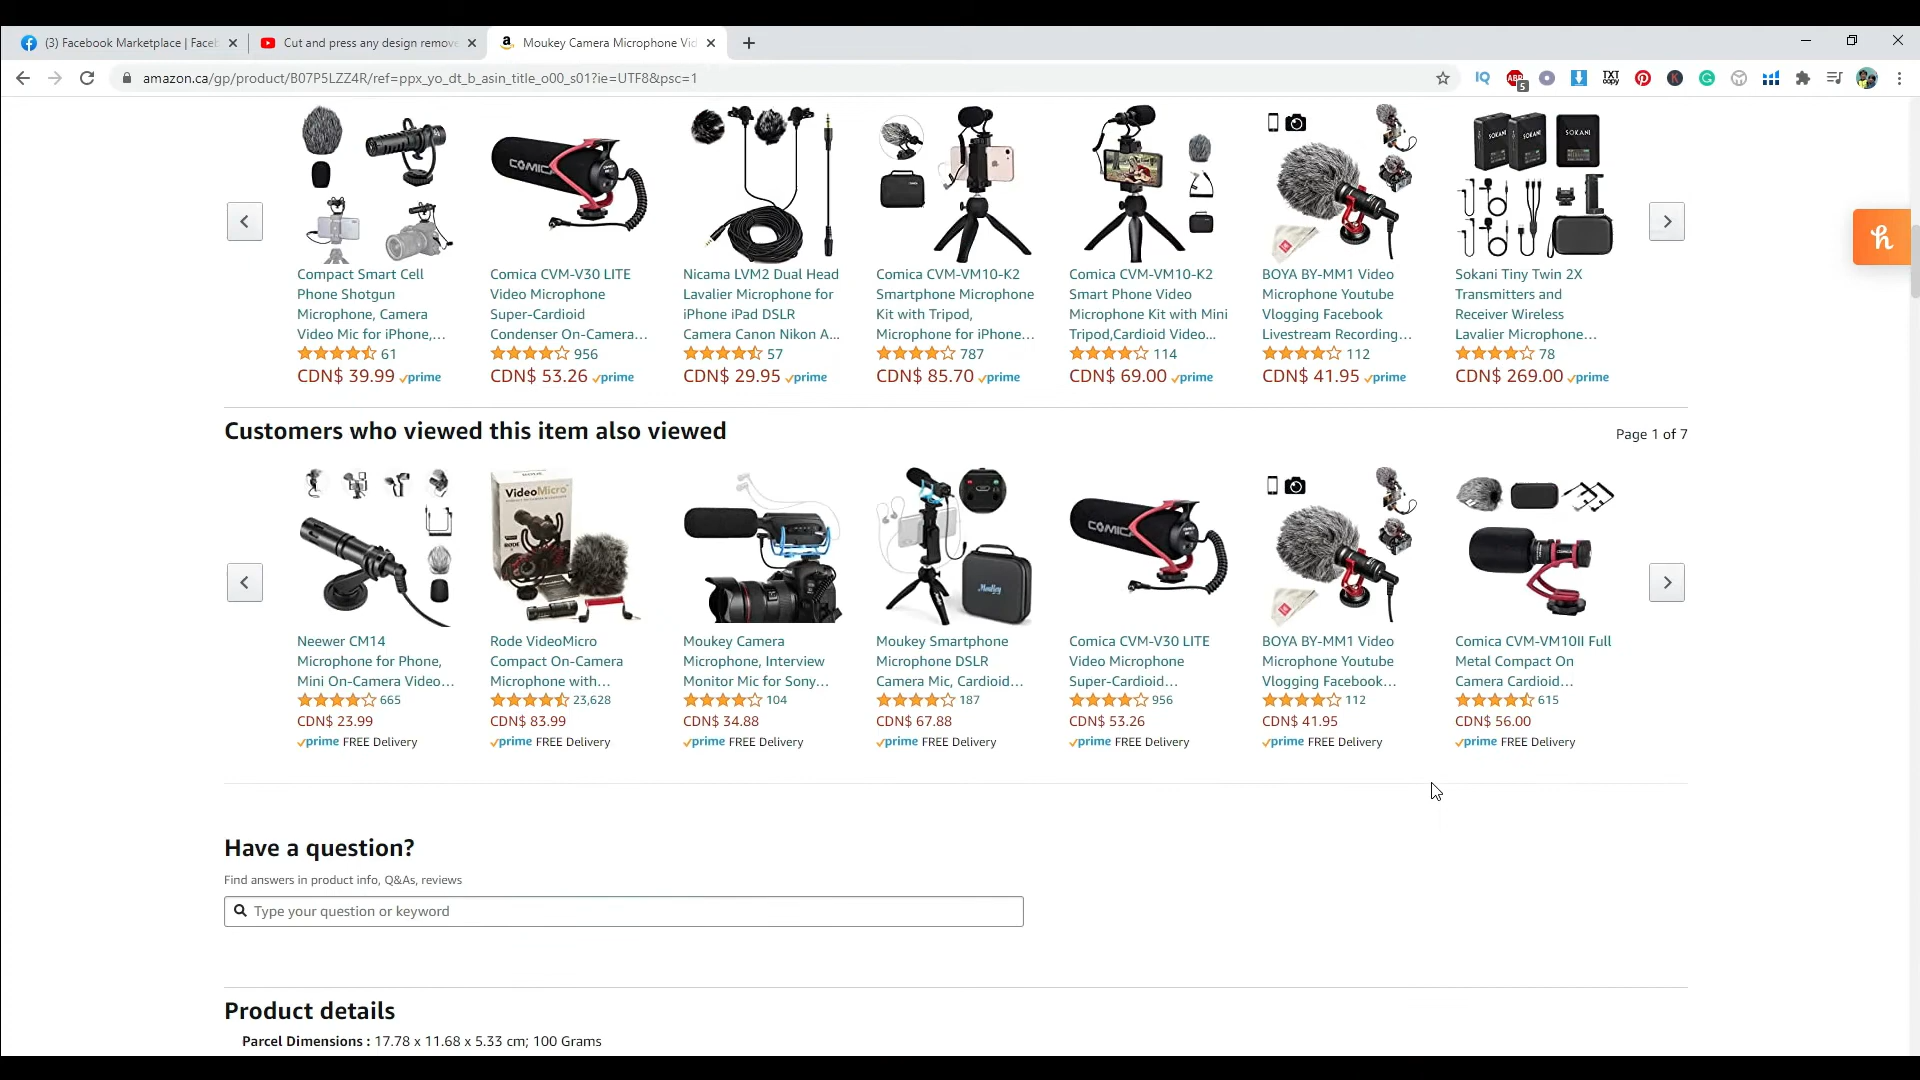 (3) Facebook Marketplace | Faceb
Cut and press any design remove
Moukey Camera Microphone Vid
amazon.ca/gp/product/B07P5LZZ4R/ref=ppx_yo_dt_b_asin_title_o00_s01?ie=UTF8&psc=1
IQ
ABP
5
TXT
copy
COMICA
SOKANI
SOKANI
SOKANI
h
Compact Smart Cell
Phone Shotgun
Microphone, Camera
Video Mic for iPhone,...
61
CDN$ 39.99 prime
Comica CVM-V30 LITE
Video Microphone
Super-Cardioid
Condenser On-Camera...
956
CDN$ 53.26 prime
Nicama LVM2 Dual Head
Lavalier Microphone for
iPhone iPad DSLR
Camera Canon Nikon A...
57
CDN$ 29.95 prime
Comica CVM-VM10-K2
Smartphone Microphone
Kit with Tripod,
Microphone for iPhone...
787
CDN$ 85.70 prime
Comica CVM-VM10-K2
Smart Phone Video
Microphone Kit with Mini
Tripod,Cardioid Video...
114
CDN$ 69.00 prime
BOYA BY-MM1 Video
Microphone Youtube
Vlogging Facebook
Livestream Recording...
112
CDN$ 41.95 prime
Sokani Tiny Twin 2X
Transmitters and
Receiver Wireless
Lavalier Microphone...
78
CDN$ 269.00 prime
Customers who viewed this item also viewed
Page 1 of 7
VideoMicro
RODE
Moukey
COMICA
Neewer CM14
Microphone for Phone,
Mini On-Camera Video...
665
CDN$ 23.99
prime FREE Delivery
Rode VideoMicro
Compact On-Camera
Microphone with...
23,628
CDN$ 83.99
prime FREE Delivery
Moukey Camera
Microphone, Interview
Monitor Mic for Sony...
104
CDN$ 34.88
prime FREE Delivery
Moukey Smartphone
Microphone DSLR
Camera Mic, Cardioid...
187
CDN$ 67.88
prime FREE Delivery
Comica CVM-V30 LITE
Video Microphone
Super-Cardioid...
956
CDN$ 53.26
prime FREE Delivery
BOYA BY-MM1 Video
Microphone Youtube
Vlogging Facebook...
112
CDN$ 41.95
prime FREE Delivery
Comica CVM-VM10II Full
Metal Compact On
Camera Cardioid...
615
CDN$ 56.00
prime FREE Delivery
Have a question?
Find answers in product info, Q&As, reviews
Type your question or keyword
Product details
Parcel Dimensions : 17.78 x 11.68 x 5.33 cm; 100 Grams